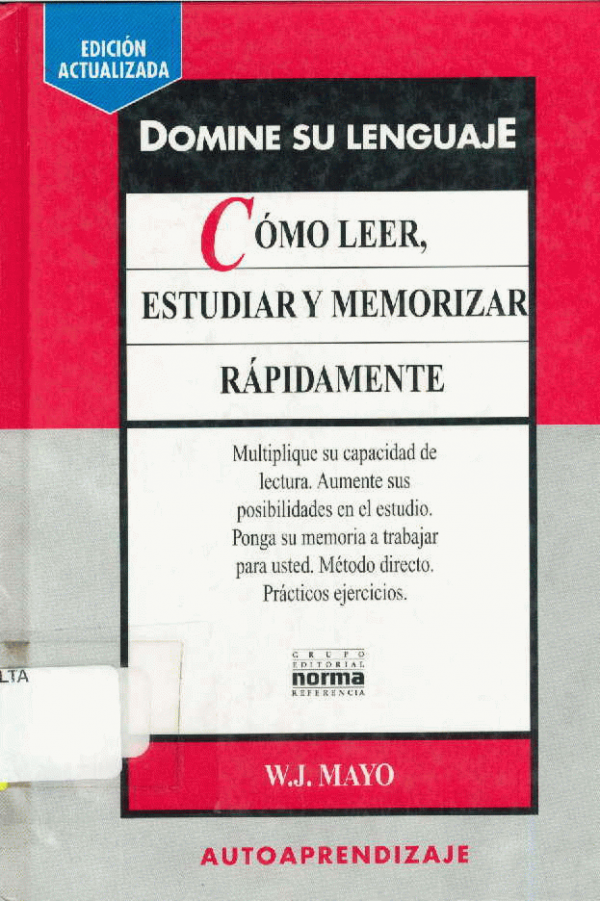 EDICIÓN
ACTUALIZADA
DOMINE SU LENGUAJE
CÓMO LEER,
ESTUDIAR Y MEMORIZAR
RÁPIDAMENTE
Multiplique su capacidad de
lectura. Aumente sus
posibilidades en el estudio.
Ponga su memoria a trabajar
para usted. Método directo.
Prácticos ejercicios.
GRUPO
EDITORIAL
norma
REFERENCIA
LTA
W.J. MAYO
AUTOAPRENDIZAJE